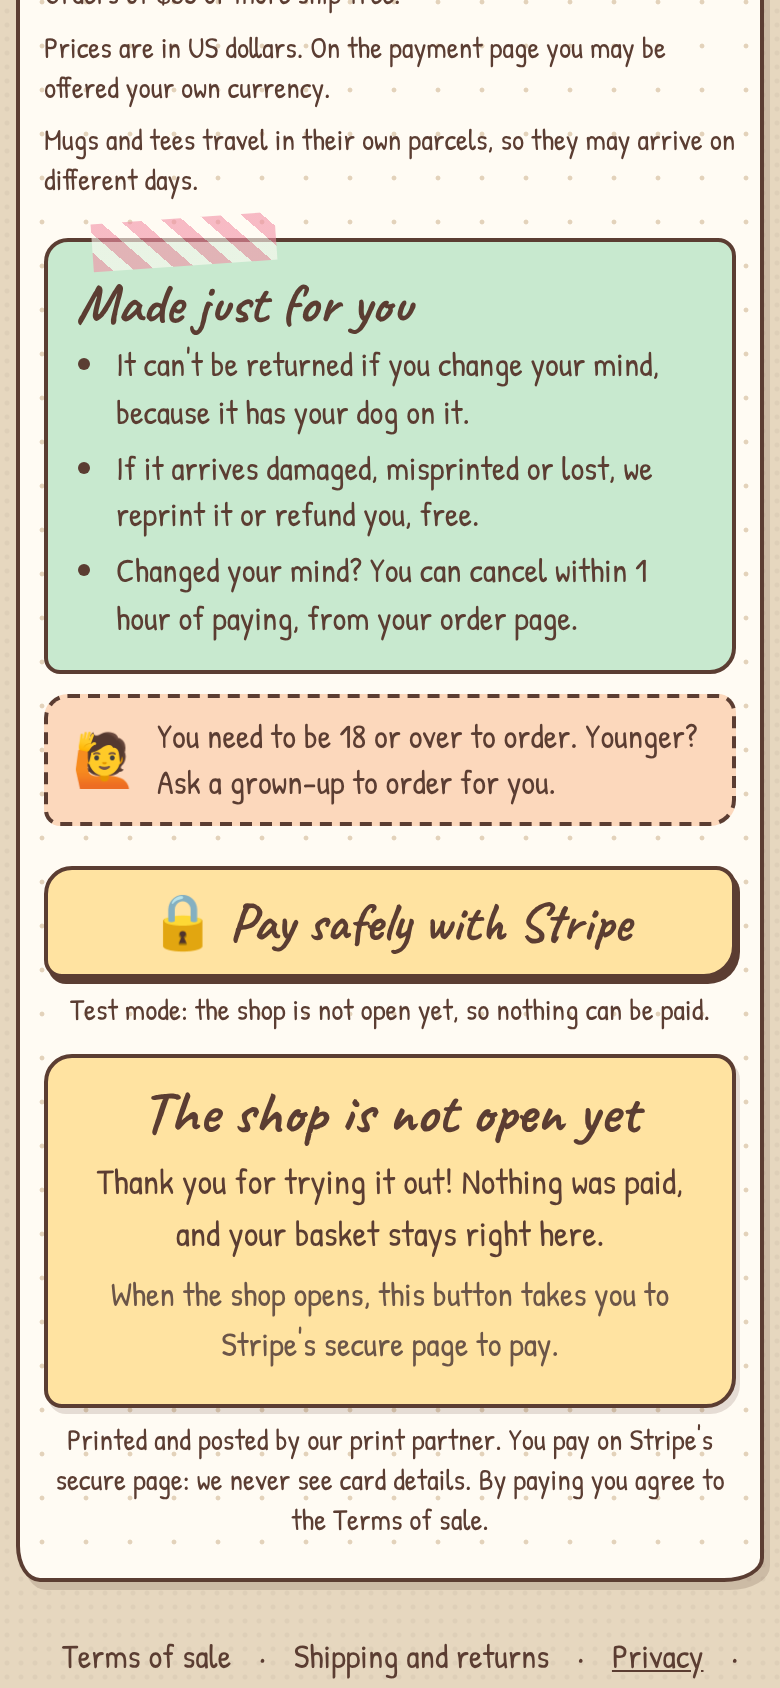 Prices are in US dollars. On the payment page you may be
offered your own currency.
Mugs and tees travel in their own parcels, so they may arrive on
different days.
Made just for you
• It can't be returned if you change your mind,
because it has your dog on it.
• If it arrives damaged, misprinted or lost, we
reprint it or refund you, free.
• Changed your mind? You can cancel within 1
hour of paying, from your order page.
You need to be 18 or over to order. Younger?
Ask a grown-up to order for you.
Pay safely with Stripe
Test mode: the shop is not open yet, so nothing can be paid.
The shop is not open yet
Thank you for trying it out! Nothing was paid,
and your basket stays right here.
When the shop opens, this button takes you to
Stripe's secure page to pay.
Printed and posted by our print partner. You pay on Stripe's
secure page: we never see card details. By paying you agree to
the Terms of sale.
Terms of sale · Shipping and returns · Privacy ·